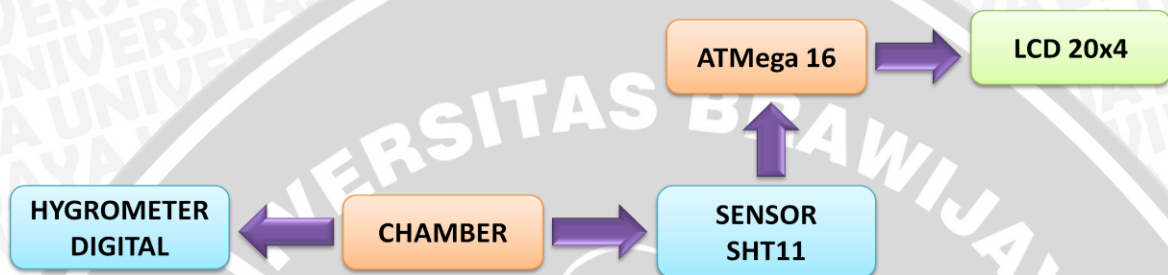 ATMega 16
LCD 20x4
HYGROMETER
DIGITAL
CHAMBER
SENSOR
SHT11